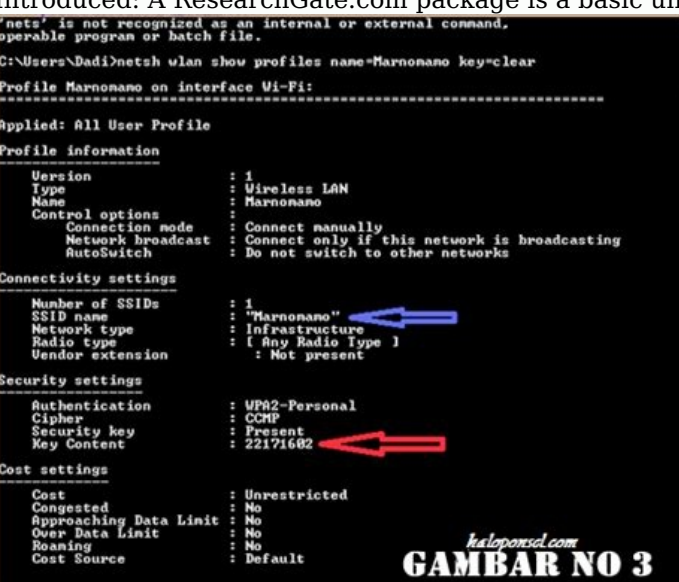 introduced: A ResearchGate.com package is a basic un
'nets' is not recognized as an internal or external command,
operable program or batch file.
C:\Users\Dadi>netsh wlan show profiles name=Marnomamo key=clear
Profile Marnomamo on interface Wi-Fi:
=======================================================================
Applied: All User Profile
Profile information
-------------------
Version : 1
Type : Wireless LAN
Name : Marnomamo
Control options :
Connection mode : Connect manually
Network broadcast : Connect only if this network is broadcasting
AutoSwitch : Do not switch to other networks
Connectivity settings
---------------------
Number of SSIDs : 1
SSID name : "Marnomamo"
Network type : Infrastructure
Radio type : [ Any Radio Type ]
Vendor extension : Not present
Security settings
-----------------
Authentication : WPA2-Personal
Cipher : CCMP
Security key : Present
Key Content : 22171602
Cost settings
-------------
Cost : Unrestricted
Congested : No
Approaching Data Limit : No
Over Data Limit : No
Roaming : No
Cost Source : Default
haloponsel.com
GAMBAR NO 3